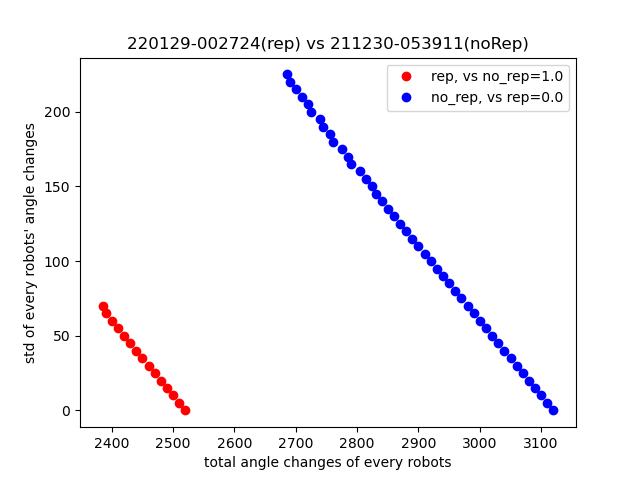 220129-002724(rep) vs 211230-053911(noRep)
rep, vs no_rep=1.0
no_rep, vs rep=0.0
std of every robots' angle changes
200
150
100
50
0
2400 2500 2600 2700 2800 2900 3000 3100
total angle changes of every robots